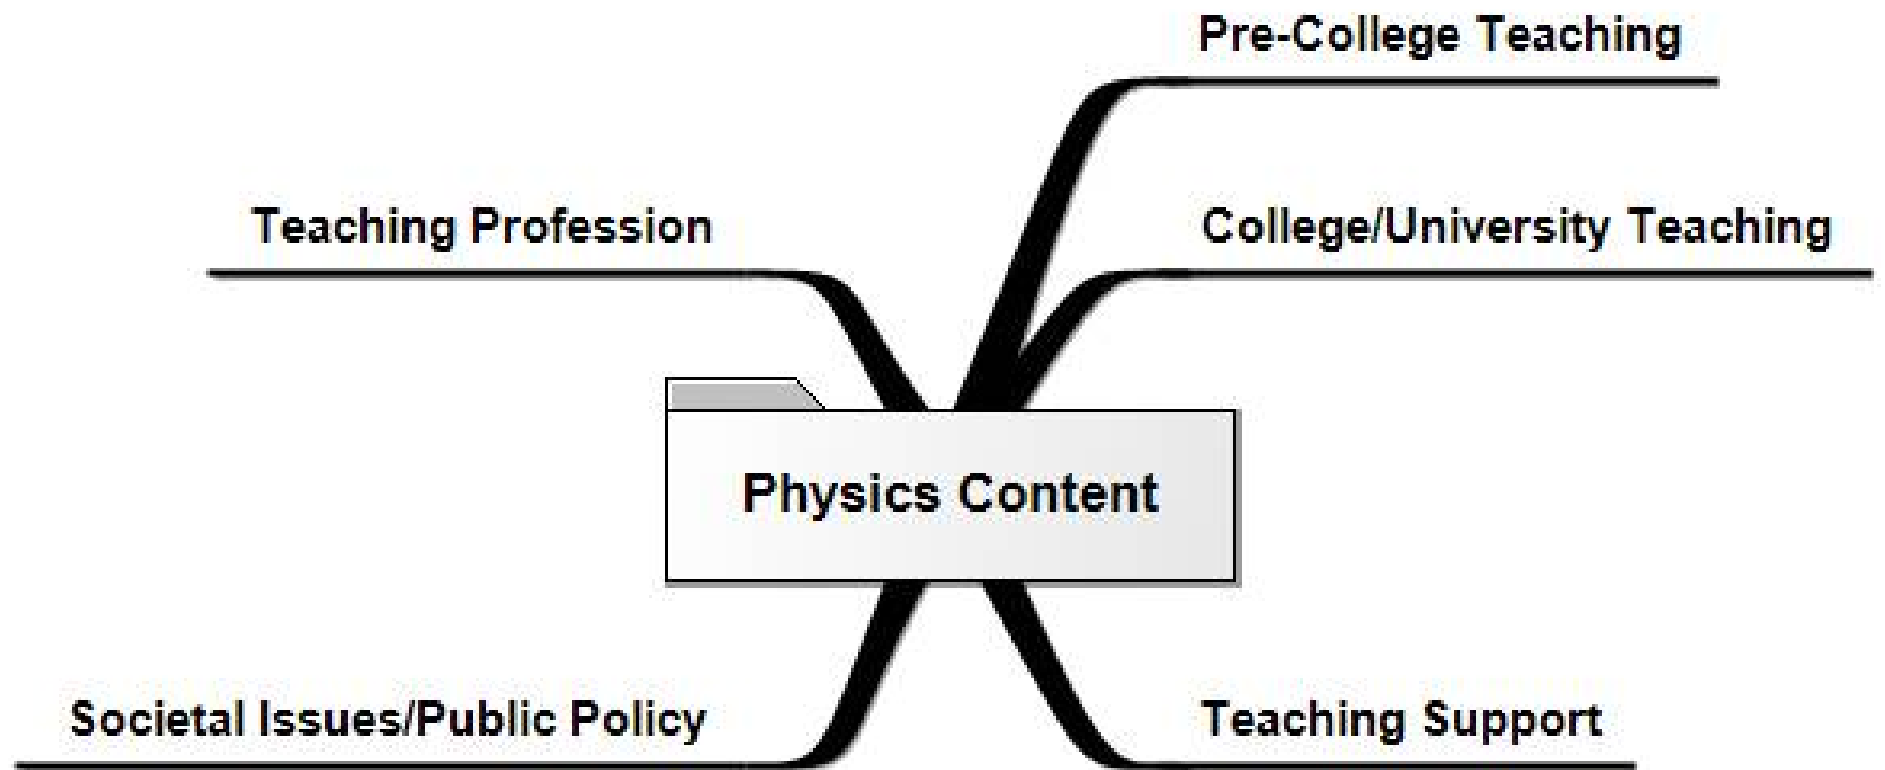 Pre-College Teaching
Teaching Profession
College/University Teaching
Physics Content
Societal Issues/Public Policy
Teaching Support